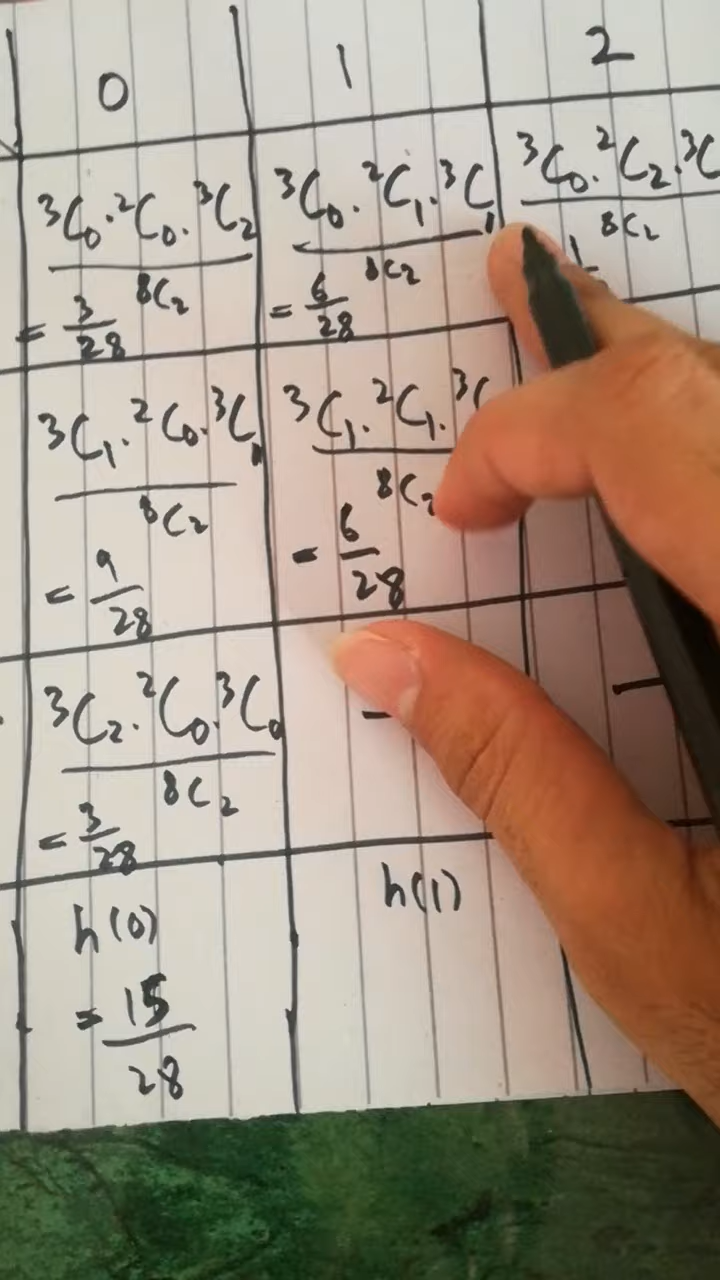 0 1 2
³C₀.²C₀.³C₂ ³C₀.²C₁.³C₁ ³C₀.²C₂.³C
⁸C₂ ⁸C₂ ⁸C₂
= 3/28 = 6/28 1
³C₁.²C₀.³C₁ ³C₁.²C₁.³C
⁸C₂ ⁸C₂
= 9/28 = 6/28
³C₂.²C₀.³C₀ – –
⁸C₂
= 3/28
h(0) h(1)
= 15/28